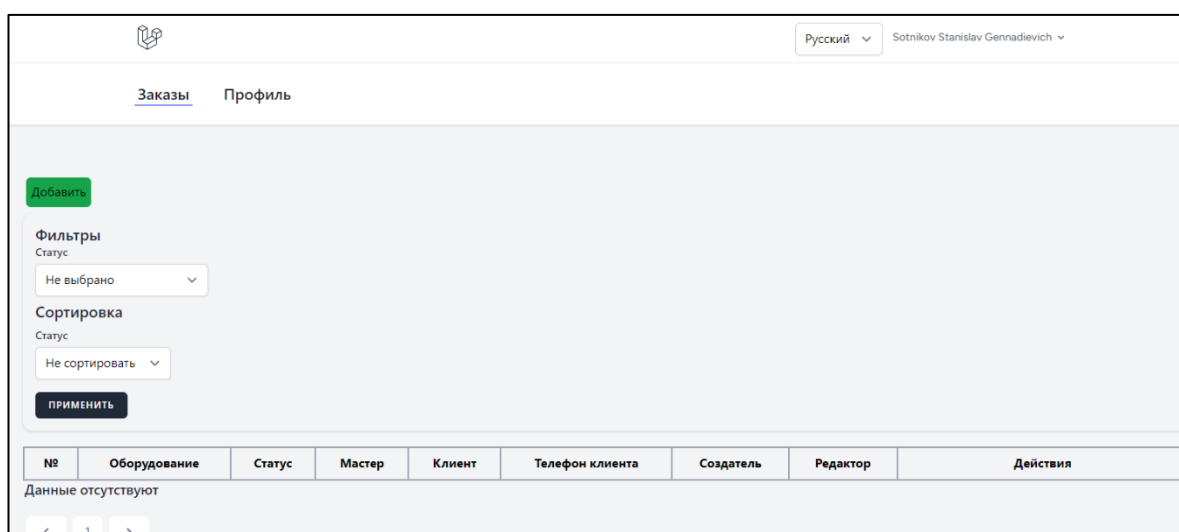 Русский Sotnikov Stanislav Gennadievich
Заказы Профиль
Добавить
Фильтры
Статус
Не выбрано
Сортировка
Статус
Не сортировать
ПРИМЕНИТЬ
№ Оборудование Статус Мастер Клиент Телефон клиента Создатель Редактор Действия
Данные отсутствуют
1